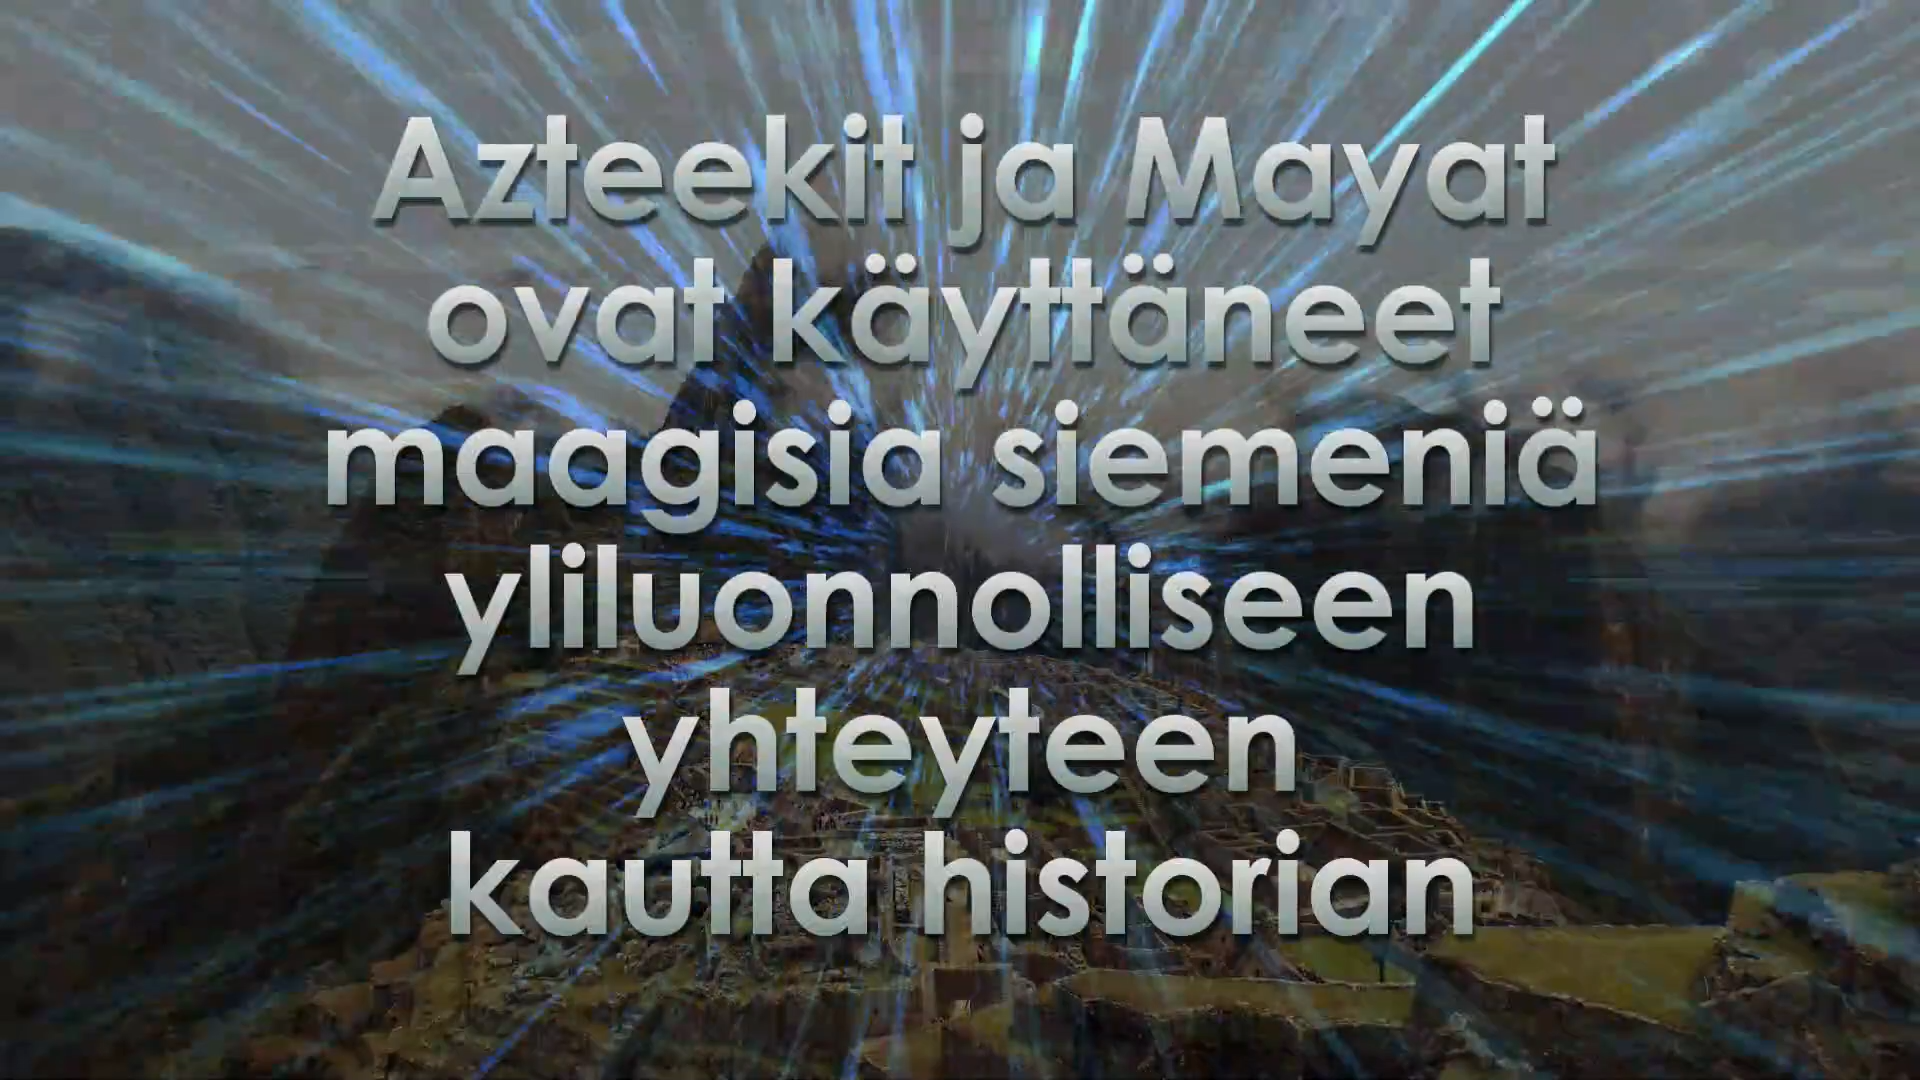 Azteekit ja Mayat
ovat käyttäneet
maagisia siemeniä
yliluonnolliseen
yhteyteen
kautta historian